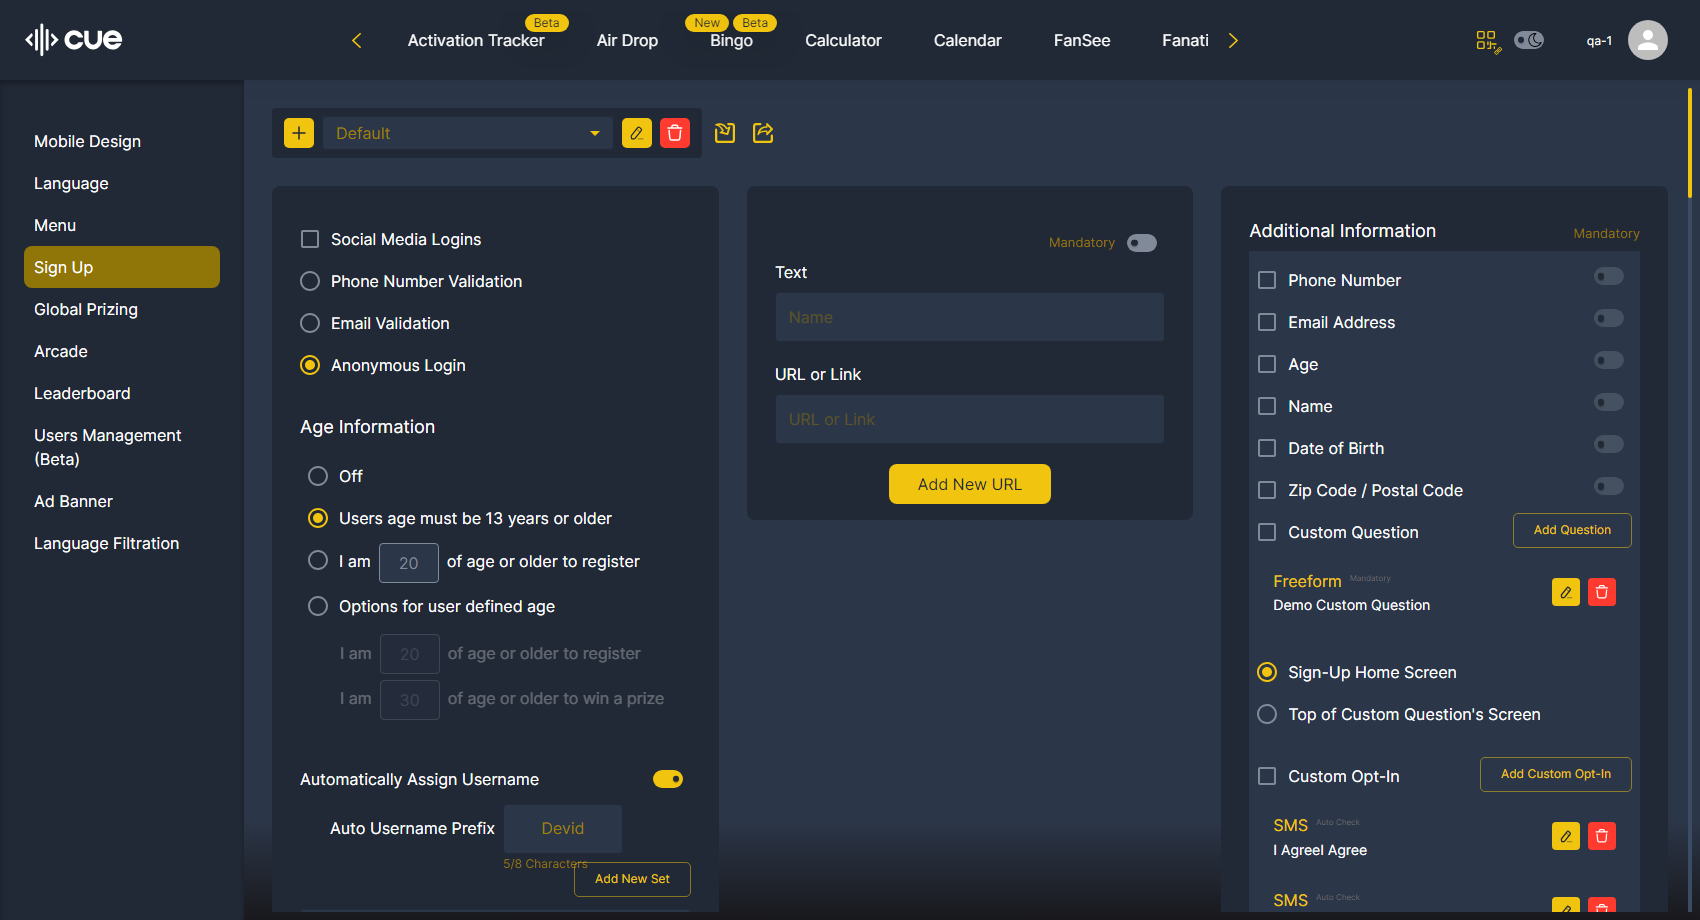 cue
Beta
New
Beta
Activation Tracker
Air Drop
Bingo
Calculator
Calendar
FanSee
Fanati
qa-1
Mobile Design
Language
Menu
Sign Up
Global Prizing
Arcade
Leaderboard
Users Management
(Beta)
Ad Banner
Language Filtration
Default
Social Media Logins
Phone Number Validation
Email Validation
Anonymous Login
Age Information
Off
Users age must be 13 years or older
I am 20 of age or older to register
Options for user defined age
I am 20 of age or older to register
I am 30 of age or older to win a prize
Automatically Assign Username
Auto Username Prefix Devid
5/8 Characters
Add New Set
Mandatory
Text
Name
URL or Link
URL or Link
Add New URL
Additional Information Mandatory
Phone Number
Email Address
Age
Name
Date of Birth
Zip Code / Postal Code
Custom Question Add Question
Freeform Mandatory
Demo Custom Question
Sign-Up Home Screen
Top of Custom Question's Screen
Custom Opt-In Add Custom Opt-In
SMS Auto Check
I AgreeI Agree
SMS Auto Check